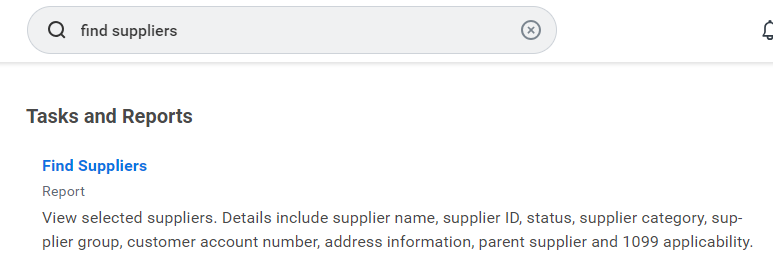 find suppliers
Tasks and Reports
Find Suppliers
Report
View selected suppliers. Details include supplier name, supplier ID, status, supplier category, sup-
plier group, customer account number, address information, parent supplier and 1099 applicability.